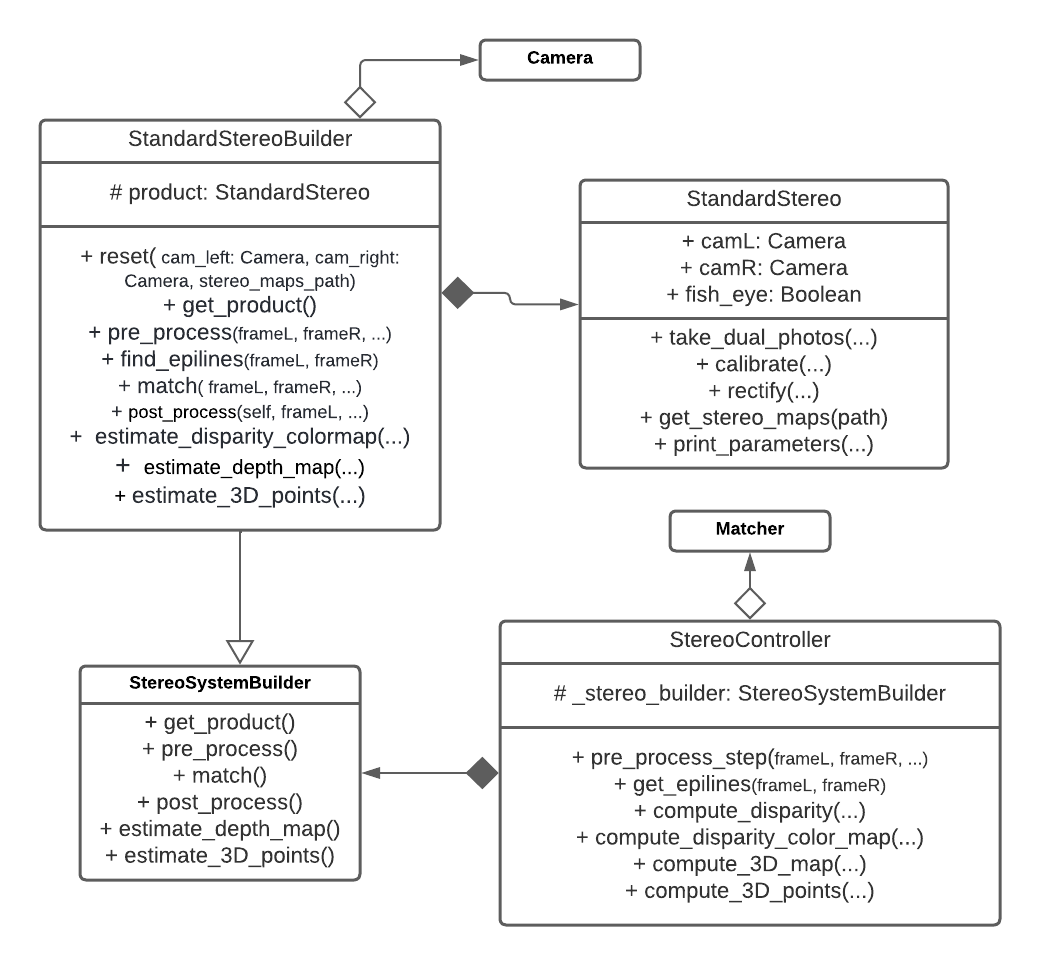 Camera
StandardStereoBuilder
# product: StandardStereo
+ reset( cam_left: Camera, cam_right:
Camera, stereo_maps_path)
+ get_product()
+ pre_process(frameL, frameR, ...)
+ find_epilines(frameL, frameR)
+ match( frameL, frameR, ...)
+ post_process(self, frameL, ...)
+ estimate_disparity_colormap(...)
+ estimate_depth_map(...)
+ estimate_3D_points(...)
StandardStereo
+ camL: Camera
+ camR: Camera
+ fish_eye: Boolean
+ take_dual_photos(...)
+ calibrate(...)
+ rectify(...)
+ get_stereo_maps(path)
+ print_parameters(...)
Matcher
StereoController
# _stereo_builder: StereoSystemBuilder
+ pre_process_step(frameL, frameR, ...)
+ get_epilines(frameL, frameR)
+ compute_disparity(...)
+ compute_disparity_color_map(...)
+ compute_3D_map(...)
+ compute_3D_points(...)
StereoSystemBuilder
+ get_product()
+ pre_process()
+ match()
+ post_process()
+ estimate_depth_map()
+ estimate_3D_points()